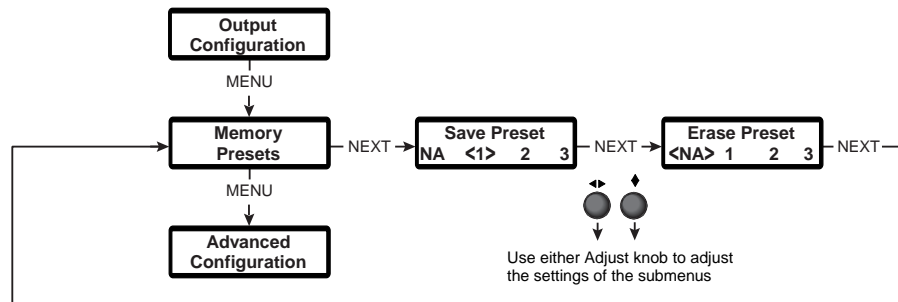 Output
Configuration
MENU
Memory
Presets
NEXT
Save Preset
NA <1> 2 3
NEXT
Erase Preset
<NA> 1 2 3
NEXT
MENU
Advanced
Configuration
Use either Adjust knob to adjust
the settings of the submenus